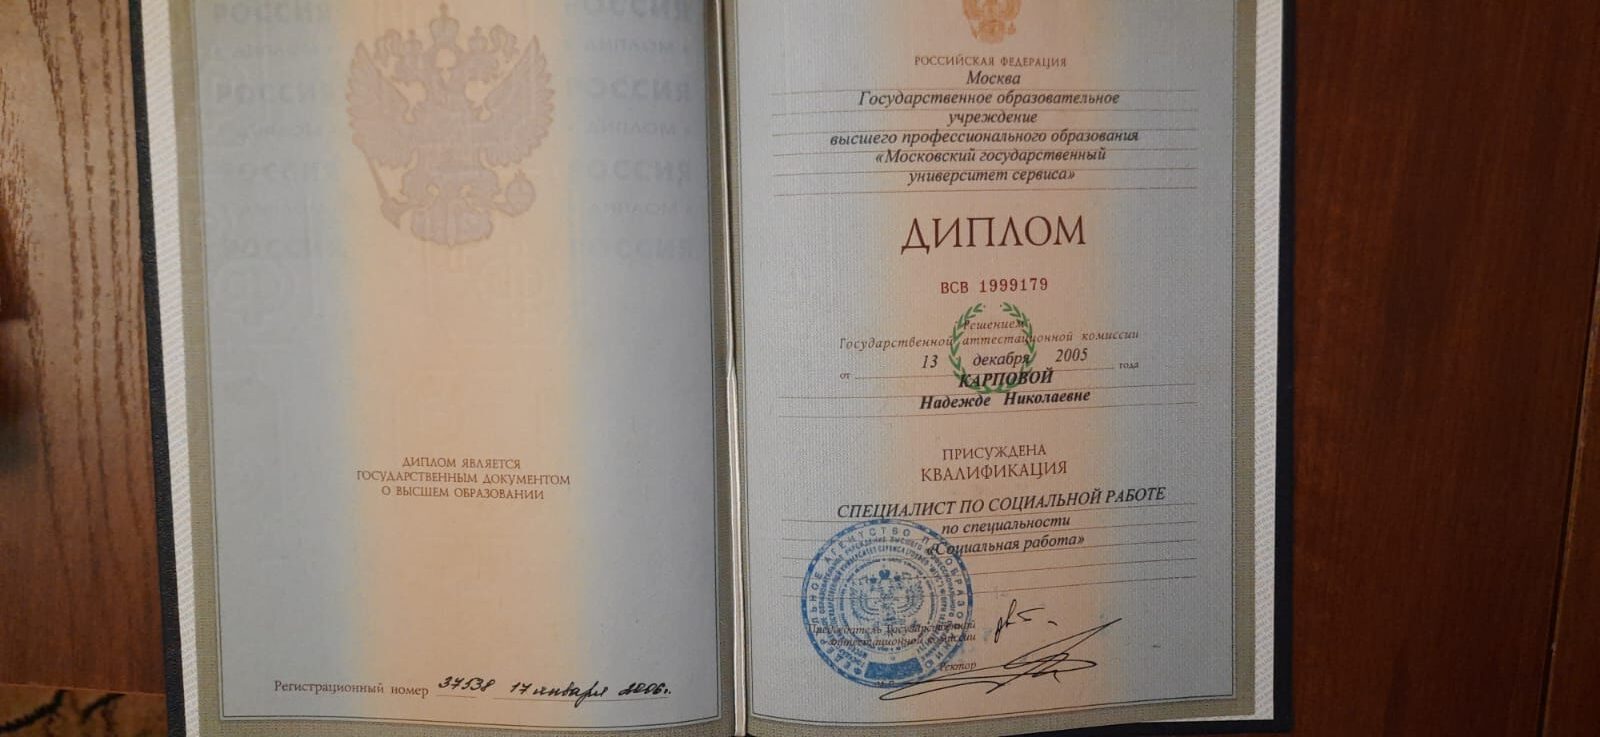 ДИПЛОМ ЯВЛЯЕТСЯ
ГОСУДАРСТВЕННЫМ ДОКУМЕНТОМ
О ВЫСШЕМ ОБРАЗОВАНИИ
Регистрационный номер 37538 17 января 2006г.
РОССИЙСКАЯ ФЕДЕРАЦИЯ
Москва
Государственное образовательное
учреждение
высшего профессионального образования
«Московский государственный
университет сервиса»
ДИПЛОМ
ВСВ 1999179
Решением
Государственной аттестационной комиссии
от 13 декабря 2005 года
КАРПОВОЙ
Надежде Николаевне
ПРИСУЖДЕНА
КВАЛИФИКАЦИЯ
СПЕЦИАЛИСТ ПО СОЦИАЛЬНОЙ РАБОТЕ
по специальности
«Социальная работа»
Председатель Государственной
аттестационной комиссии
Ректор